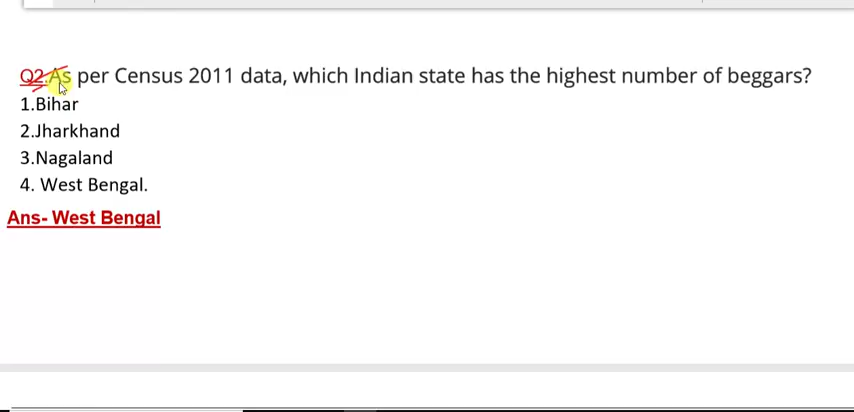 Q2.As per Census 2011 data, which Indian state has the highest number of beggars?
1.Bihar
2.Jharkhand
3.Nagaland
4. West Bengal.
Ans- West Bengal